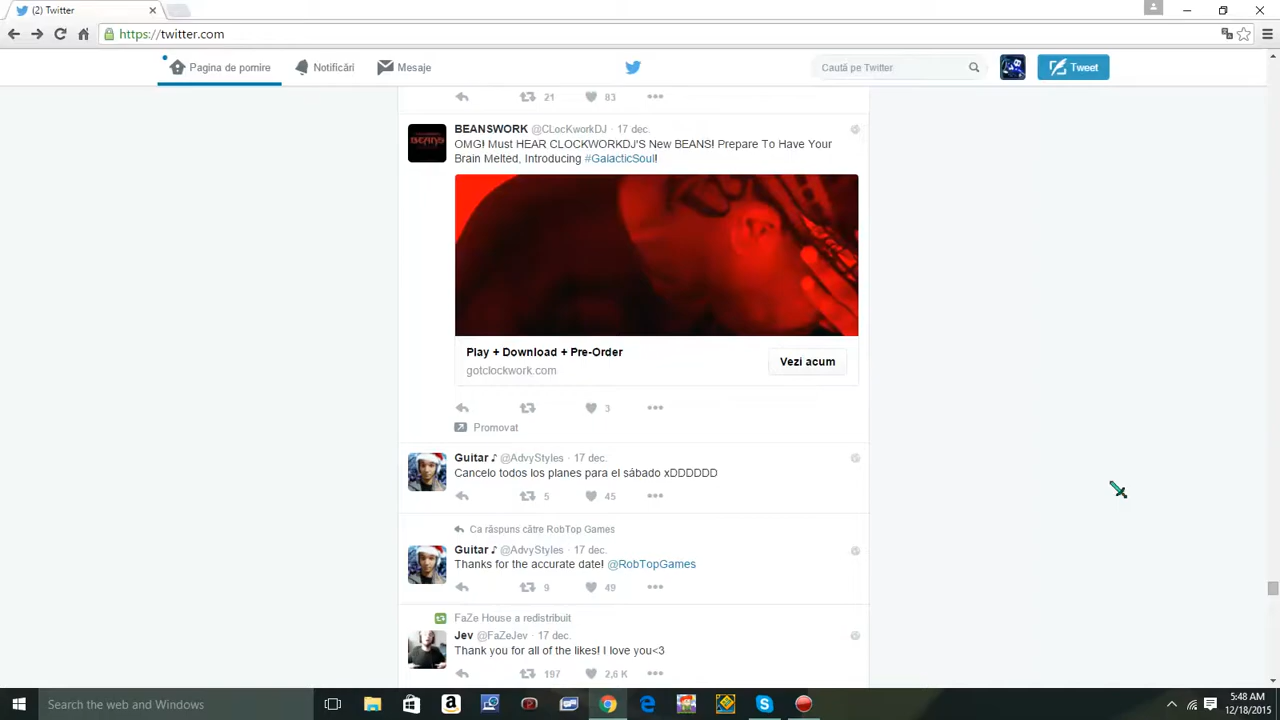 (2) Twitter
https://twitter.com
Pagina de pornire
Notificări
Mesaje
Caută pe Twitter
Tweet
21
83
BEANSWORK @CLocKworkDJ · 17 dec.
OMG! Must HEAR CLOCKWORKDJ'S New BEANS! Prepare To Have Your
Brain Melted, Introducing #GalacticSoul!
Play + Download + Pre-Order
gotclockwork.com
Vezi acum
3
Promovat
Guitar ♪ @AdvyStyles · 17 dec.
Cancelo todos los planes para el sábado xDDDDDD
5
45
Ca răspuns către RobTop Games
Guitar ♪ @AdvyStyles · 17 dec.
Thanks for the accurate date! @RobTopGames
9
49
FaZe House a redistribuit
Jev @FaZeJev · 17 dec.
Thank you for all of the likes! I love you<3
197
2,6 K
Search the web and Windows
5:48 AM
12/18/2015